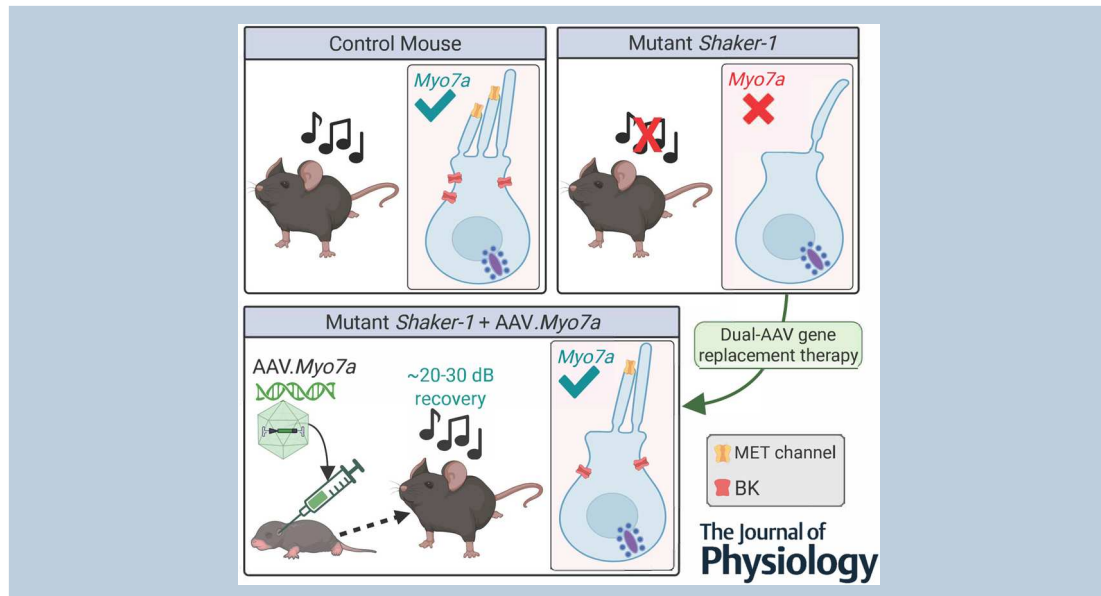 Control Mouse
Myo7a
Mutant Shaker-1
Myo7a
Mutant Shaker-1 + AAV.Myo7a
AAV.Myo7a
~20-30 dB
recovery
Myo7a
Dual-AAV gene
replacement therapy
MET channel
BK
The Journal of
Physiology